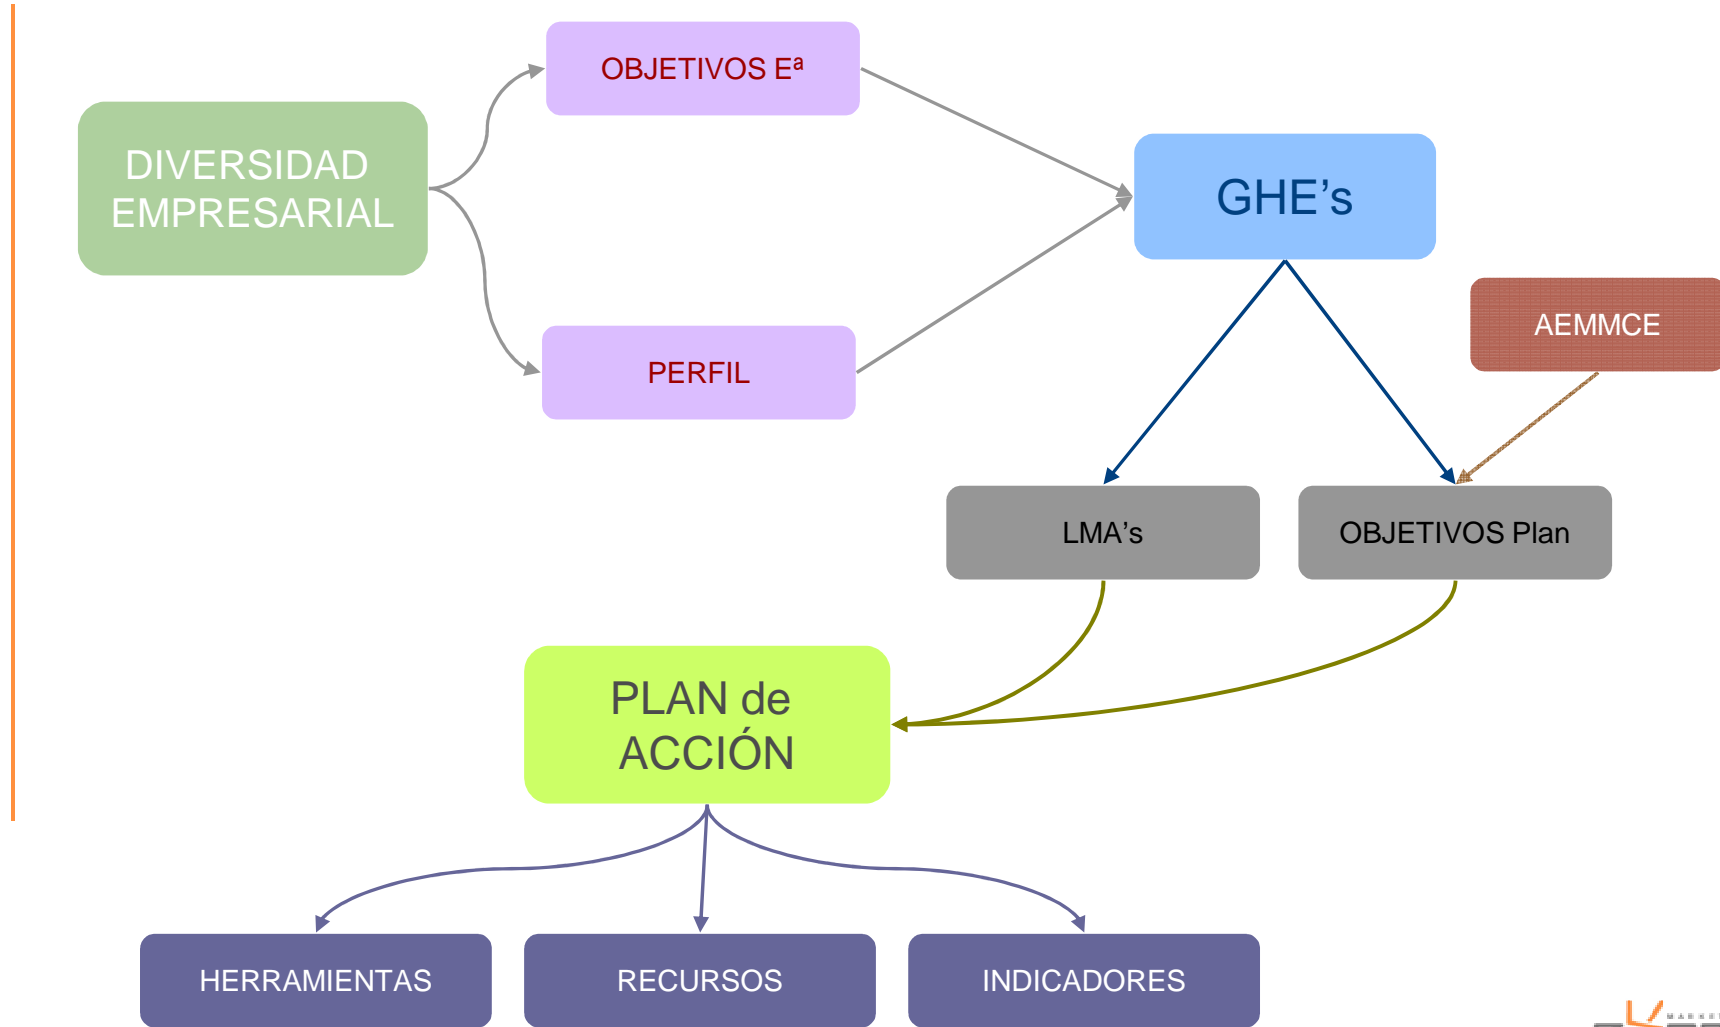 OBJETIVOS Eª
DIVERSIDAD
EMPRESARIAL
GHE’s
AEMMCE
PERFIL
LMA’s
OBJETIVOS Plan
PLAN de
ACCIÓN
HERRAMIENTAS
RECURSOS
INDICADORES